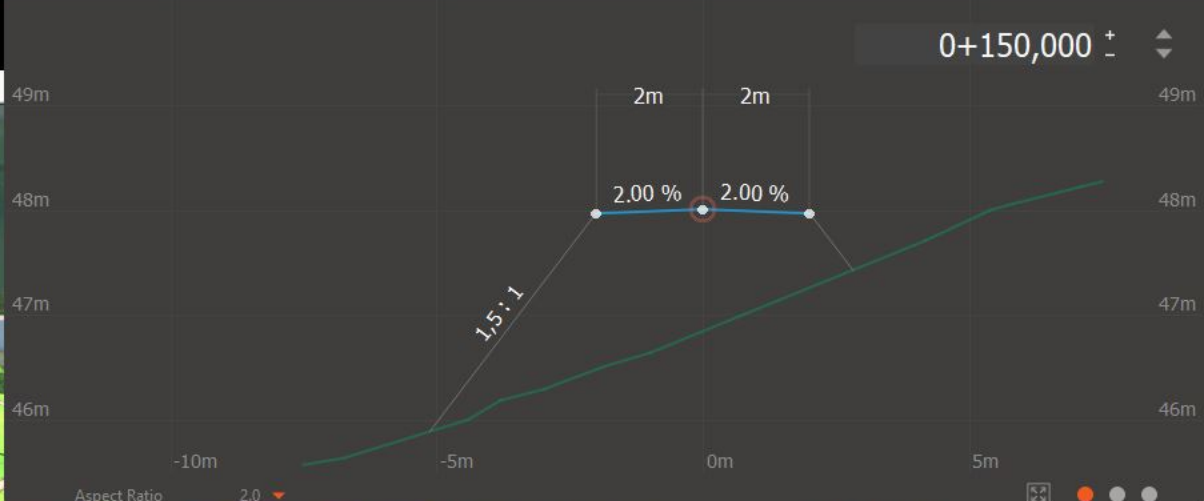 0+150,000 + -
49m 2m 2m 49m
48m 2.00 % 2.00 % 48m
47m 1,5 : 1 47m
46m 46m
-10m -5m 0m 5m
Aspect Ratio 2.0